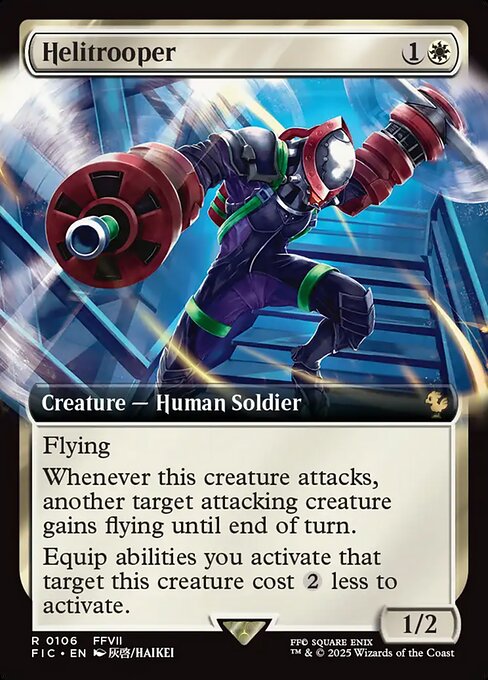 Helitrooper 1
Creature — Human Soldier
Flying
Whenever this creature attacks,
another target attacking creature
gains flying until end of turn.
Equip abilities you activate that
target this creature cost 2 less to
activate.
1/2
R 0106 FFVII
FIC • EN 灰啓/HAIKEI
FF© SQUARE ENIX
™ & © 2025 Wizards of the Coast